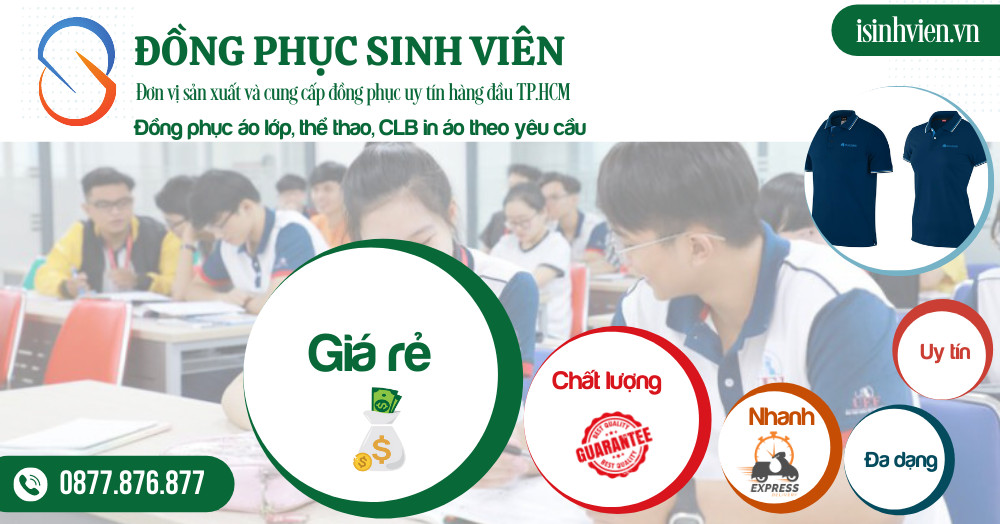 ĐỒNG PHỤC SINH VIÊN
isinhvien.vn
Đơn vị sản xuất và cung cấp đồng phục uy tín hàng đầu TP.HCM
Đồng phục áo lớp, thể thao, CLB in áo theo yêu cầu
Giá rẻ
Chất lượng
BEST QUALITY
GUARANTEE
BEST QUALITY
Nhanh
EXPRESS
DELIVERY
Uy tín
Đa dạng
UEF
0877.876.877